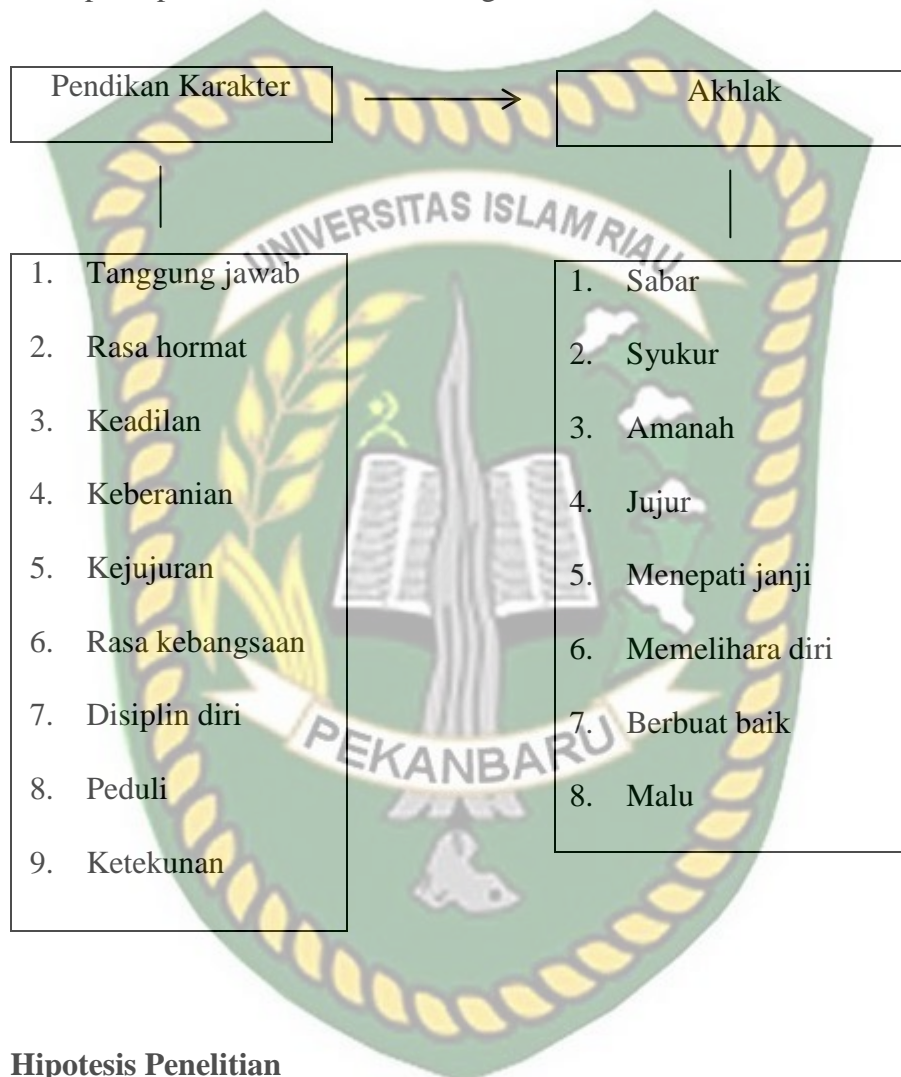 Pendikan Karakter
Akhlak
UNIVERSITAS ISLAM RIAU
1. Tanggung jawab
2. Rasa hormat
3. Keadilan
4. Keberanian
5. Kejujuran
6. Rasa kebangsaan
7. Disiplin diri
8. Peduli
9. Ketekunan
1. Sabar
2. Syukur
3. Amanah
4. Jujur
5. Menepati janji
6. Memelihara diri
7. Berbuat baik
8. Malu
PEKANBARU
Hipotesis Penelitian